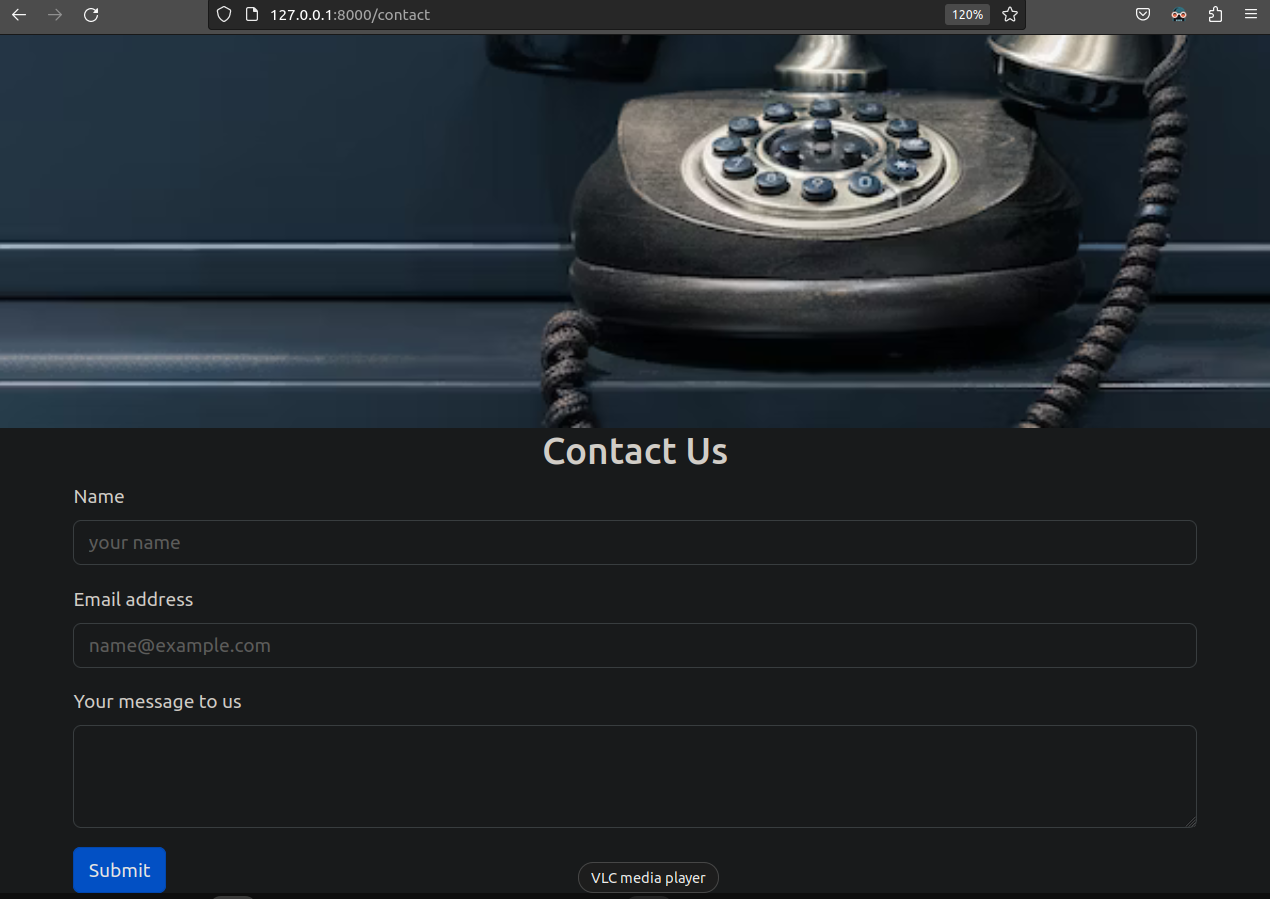 127.0.0.1:8000/contact
120%
Contact Us
Name
your name
Email address
name@example.com
Your message to us
Submit
VLC media player